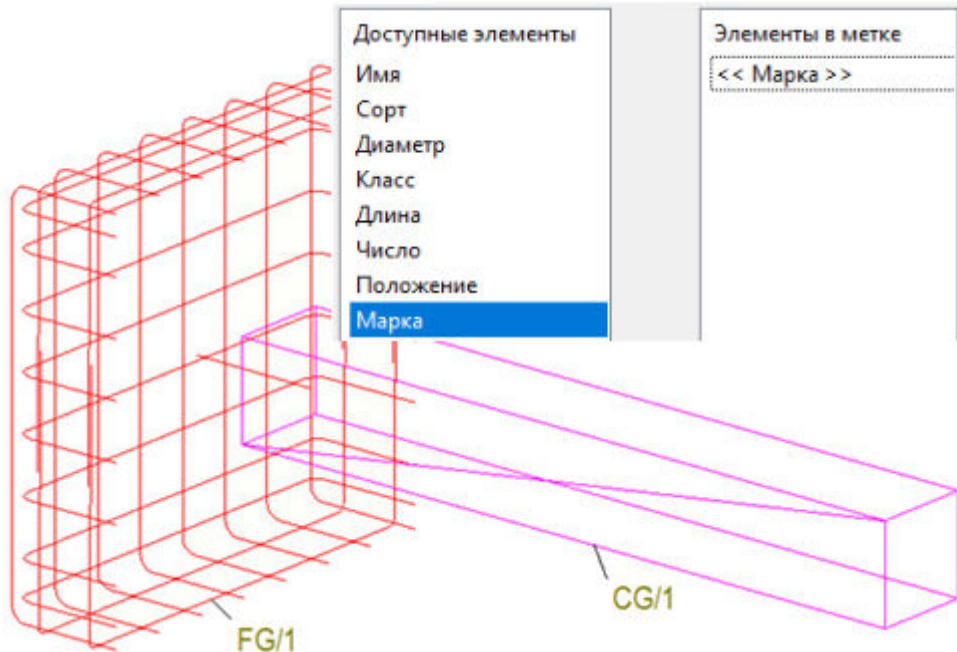 Доступные элементы
Имя
Сорт
Диаметр
Класс
Длина
Число
Положение
Марка
Элементы в метке
<< Марка >>
CG/1
FG/1